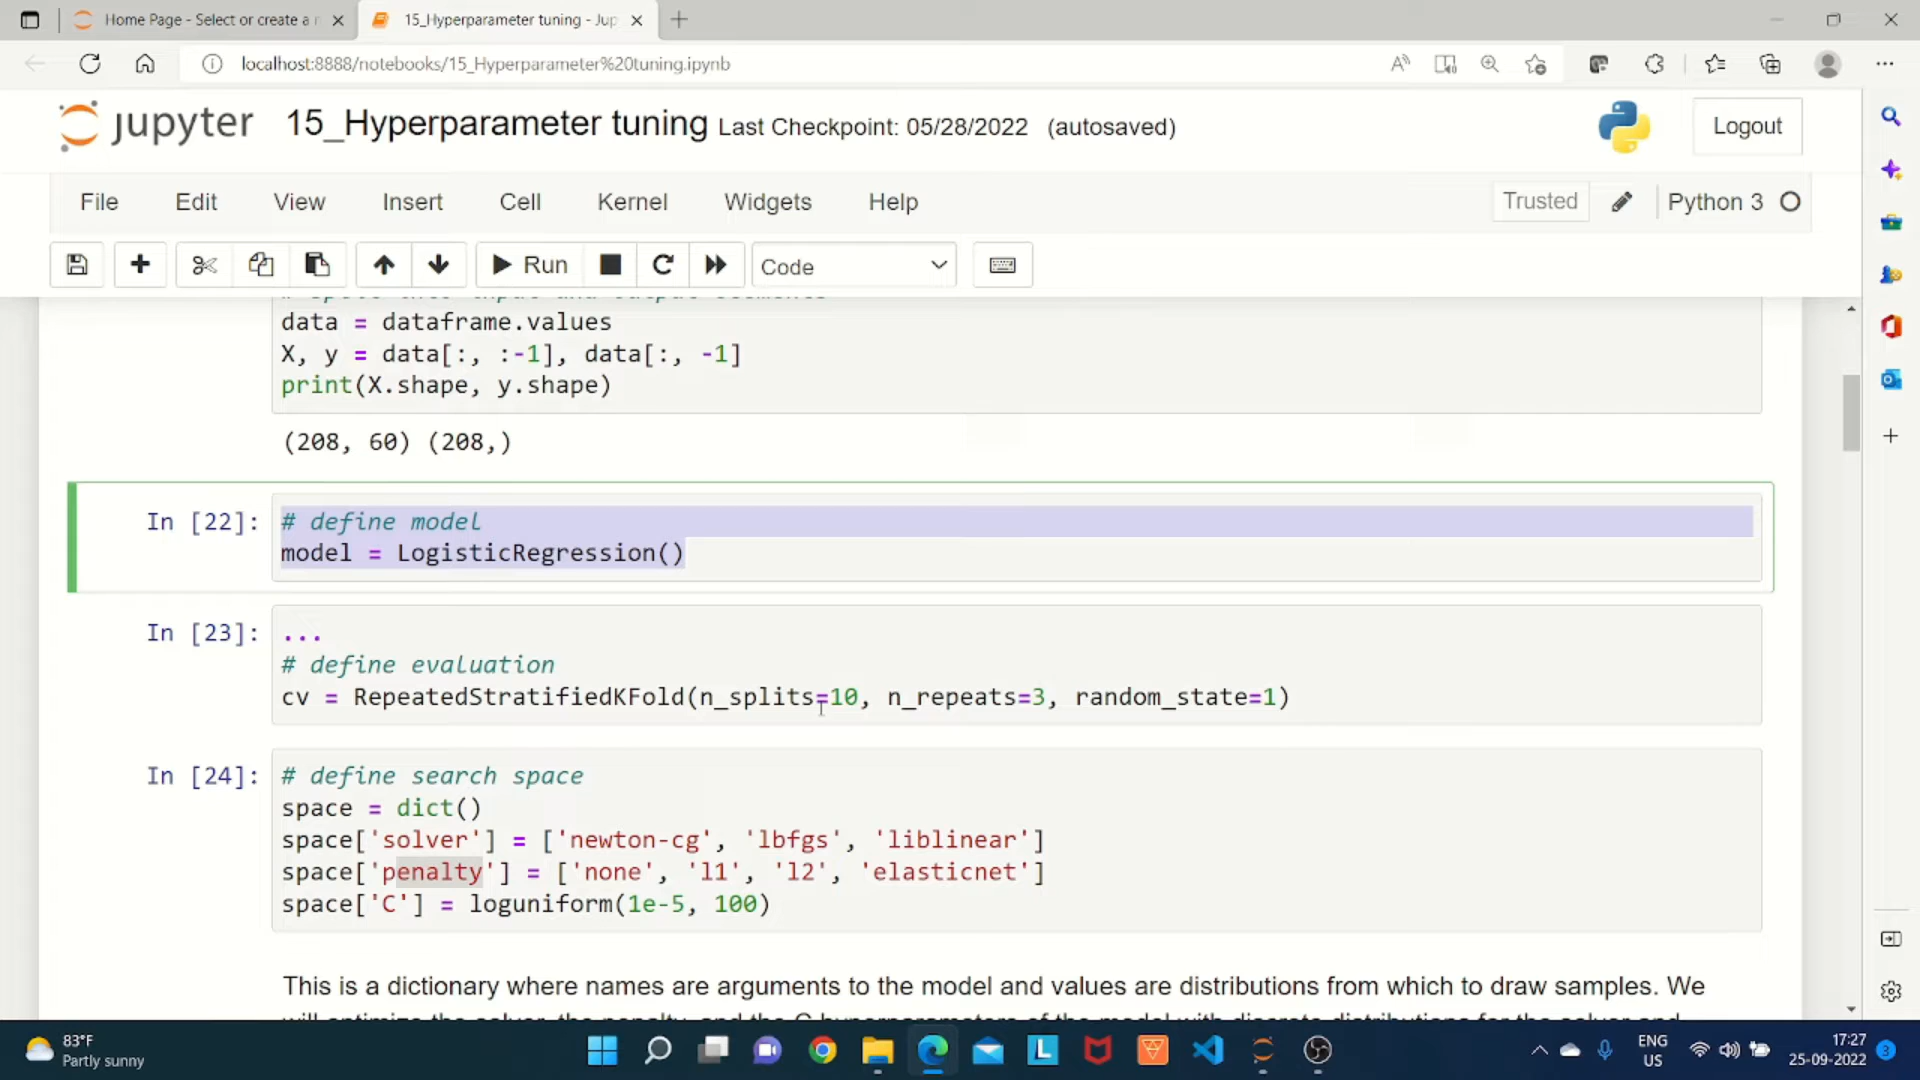 Home Page - Select or create a n
15_Hyperparameter tuning - Jup
localhost:8888/notebooks/15_Hyperparameter%20tuning.ipynb
jupyter 15_Hyperparameter tuning Last Checkpoint: 05/28/2022 (autosaved)
Logout
File Edit View Insert Cell Kernel Widgets Help
Trusted Python 3
Run Code
# split into input and output elements
data = dataframe.values
X, y = data[:, :-1], data[:, -1]
print(X.shape, y.shape)
(208, 60) (208,)
In [22]: # define model
model = LogisticRegression()
In [23]: ...
# define evaluation
cv = RepeatedStratifiedKFold(n_splits=10, n_repeats=3, random_state=1)
In [24]: # define search space
space = dict()
space['solver'] = ['newton-cg', 'lbfgs', 'liblinear']
space['penalty'] = ['none', 'l1', 'l2', 'elasticnet']
space['C'] = loguniform(1e-5, 100)
This is a dictionary where names are arguments to the model and values are distributions from which to draw samples. We
will optimize the solver, the penalty, and the C hyperparameters of the model with discrete distributions for the solver and
83°F
Partly sunny
ENG
US
17:27
25-09-2022
3